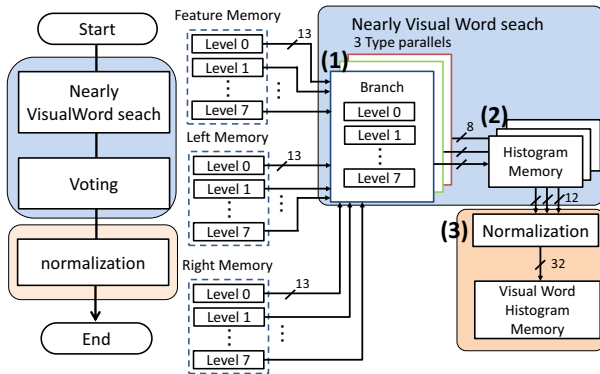 Start
Nearly
VisualWord seach
Voting
normalization
End
Feature Memory
Level 0
13
Level 1
Level 7
Left Memory
Level 0
13
Level 1
Level 7
Right Memory
Level 0
13
Level 1
Level 7
Nearly Visual Word seach
3 Type parallels
(1)
Branch
Level 0
Level 1
Level 7
8
(2)
Histogram
Memory
12
(3)
Normalization
32
Visual Word
Histogram
Memory